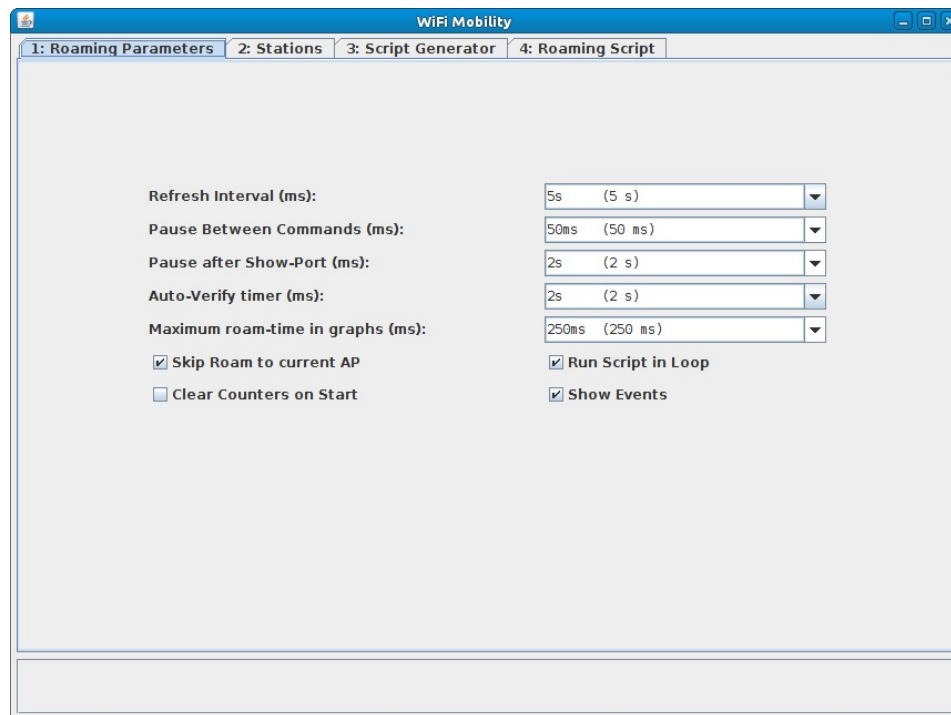 WiFi Mobility
1: Roaming Parameters 2: Stations 3: Script Generator 4: Roaming Script
Refresh Interval (ms): 5s (5 s)
Pause Between Commands (ms): 50ms (50 ms)
Pause after Show-Port (ms): 2s (2 s)
Auto-Verify timer (ms): 2s (2 s)
Maximum roam-time in graphs (ms): 250ms (250 ms)
Skip Roam to current AP Run Script in Loop
Clear Counters on Start Show Events